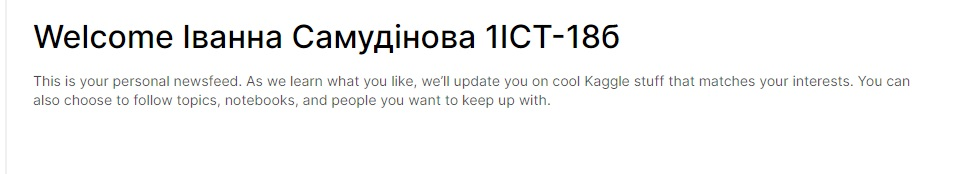 Welcome Іванна Самудінова 1ІСТ-18б
This is your personal newsfeed. As we learn what you like, we’ll update you on cool Kaggle stuff that matches your interests. You can
also choose to follow topics, notebooks, and people you want to keep up with.